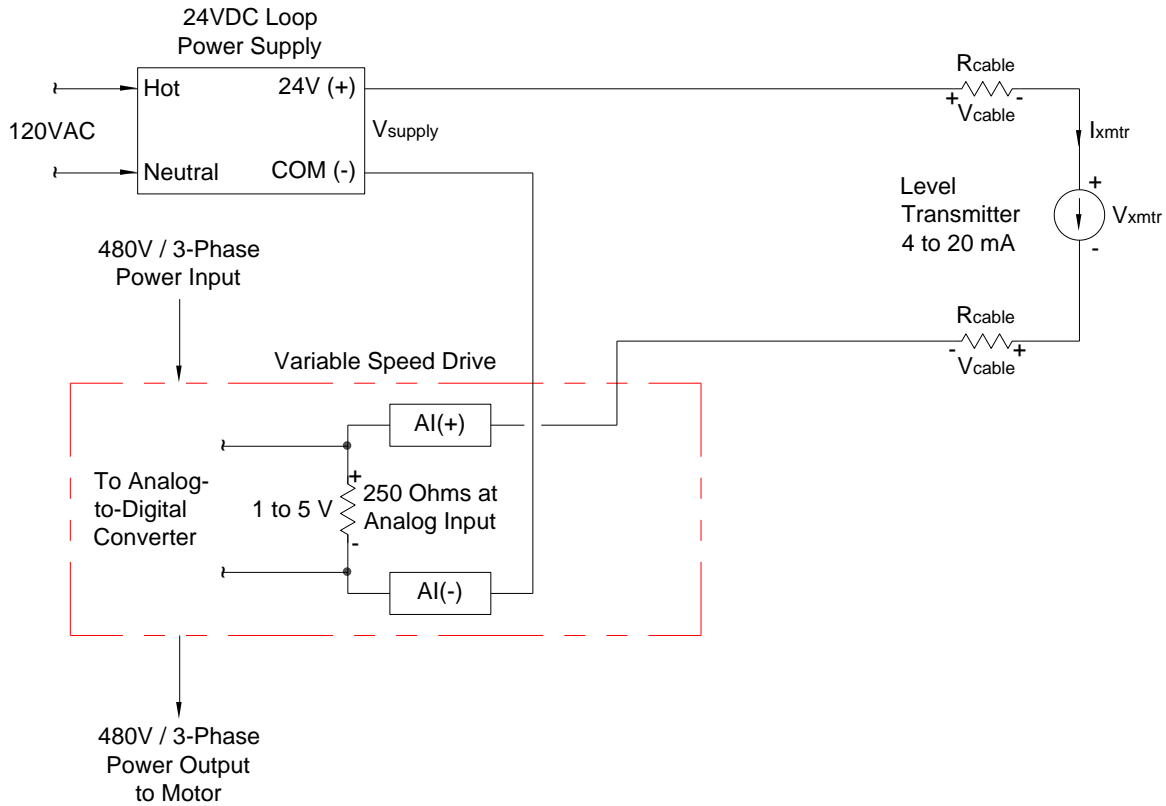 24VDC Loop
Power Supply
Hot
24V (+)
120VAC
Vsupply
Neutral
COM (-)
Rcable
+
-
Vcable
Ixmtr
Level
Transmitter
4 to 20 mA
+
Vxmtr
-
Rcable
-
+
Vcable
480V / 3-Phase
Power Input
Variable Speed Drive
AI(+)
To Analog-
to-Digital
Converter
1 to 5 V
+
-
250 Ohms at
Analog Input
AI(-)
480V / 3-Phase
Power Output
to Motor